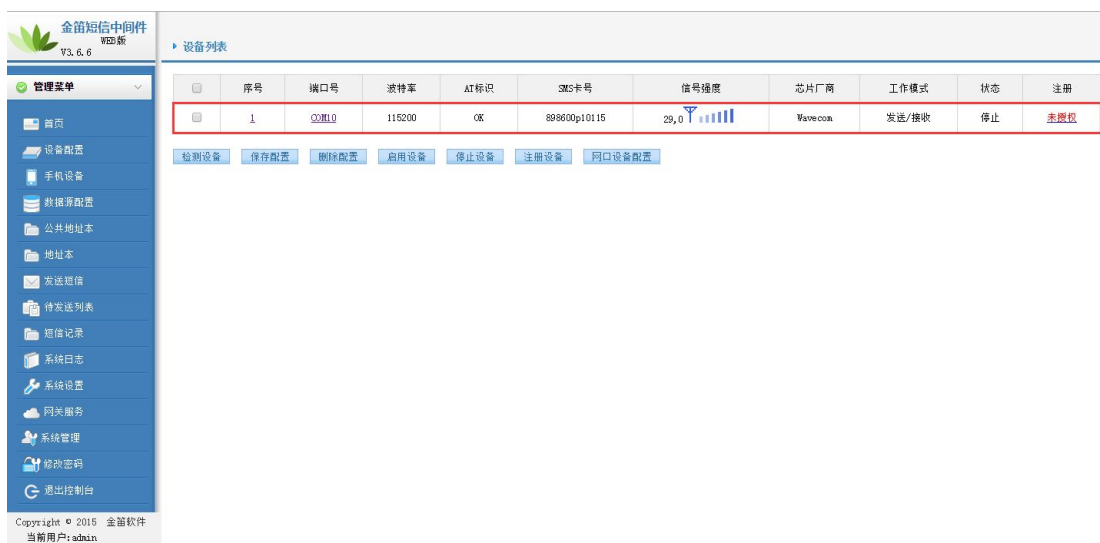 金笛短信中间件
WEB版
V3.6.6
设备列表
管理菜单
首页
设备配置
手机设备
数据源配置
公共地址本
地址本
发送短信
待发送列表
短信记录
系统日志
系统设置
网关服务
系统管理
修改密码
退出控制台
Copyright © 2015 金笛软件
当前用户:admin
序号 端口号 波特率 AT标识 SMS卡号 信号强度 芯片厂商 工作模式 状态 注册
1 COM10 115200 OK 898600p10115 29,0 Wavecom 发送/接收 停止 未授权
检测设备 保存配置 删除配置 启用设备 停止设备 注册设备 网口设备配置